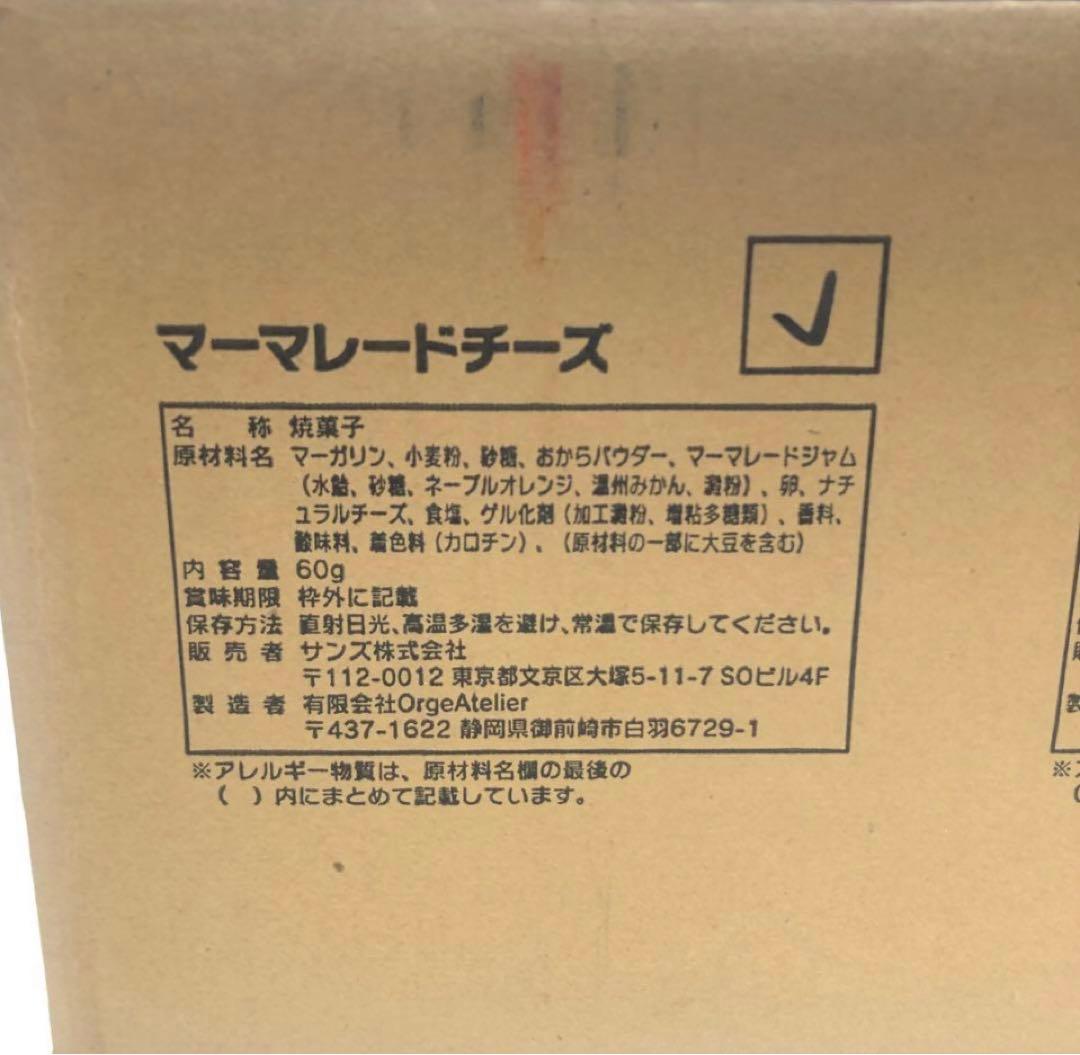 マーマレードチーズ
名称 焼菓子
原材料名 マーガリン、小麦粉、砂糖、おからパウダー、マーマレードジャム
（水飴、砂糖、ネーブルオレンジ、温州みかん、澱粉）、卵、ナチ
ュラルチーズ、食塩、ゲル化剤（加工澱粉、増粘多糖類）、香料、
酸味料、着色料（カロチン）、（原材料の一部に大豆を含む）
内容量 60g
賞味期限 枠外に記載
保存方法 直射日光、高温多湿を避け、常温で保存してください。
販売者 サンズ株式会社
〒112-0012 東京都文京区大塚5-11-7 SOビル4F
製造者 有限会社OrgeAtelier
〒437-1622 静岡県御前崎市白羽6729-1
※アレルギー物質は、原材料名欄の最後の
（ ）内にまとめて記載しています。